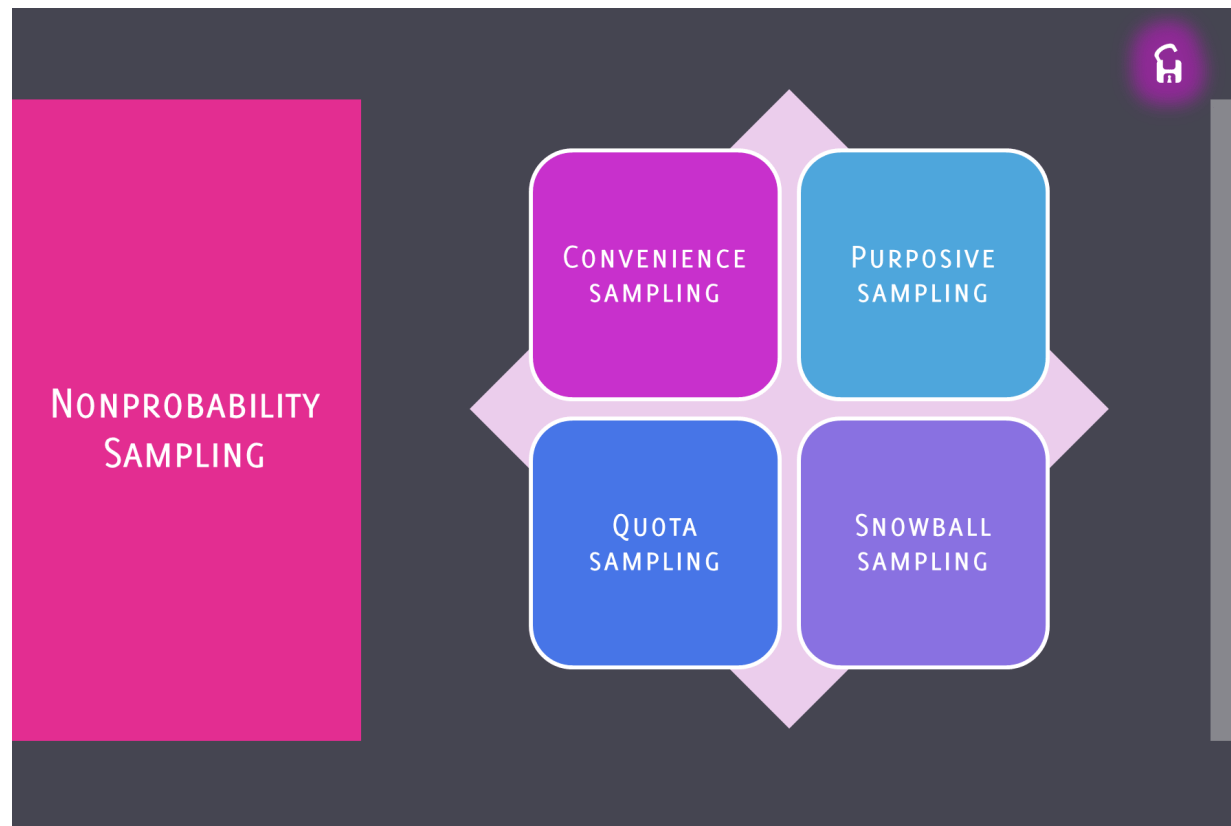 Nonprobability
Sampling
Convenience
sampling
Purposive
sampling
Quota
sampling
Snowball
sampling